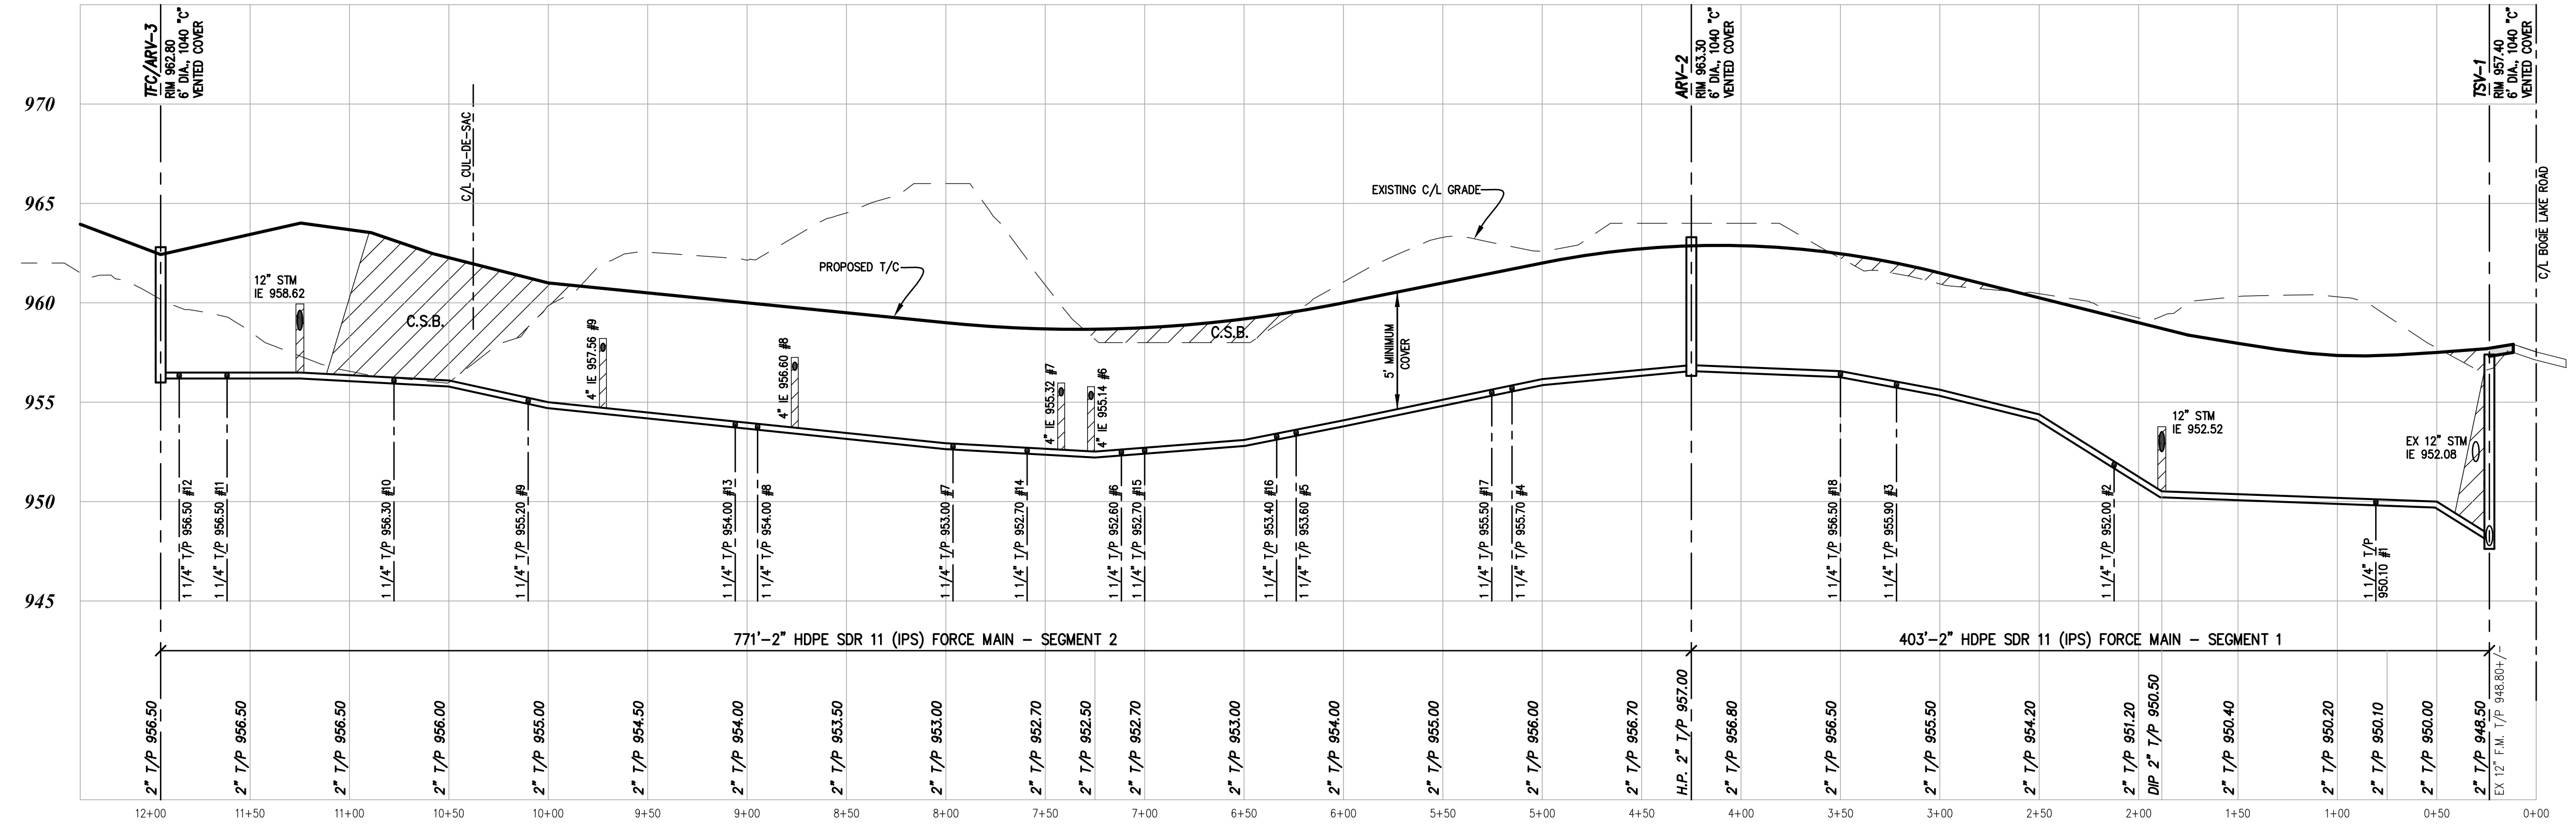 TFC/ARV-3
RIM 962.80
6' DIA., 1040 "C"
VENTED COVER
ARV-2
RIM 963.30
6' DIA., 1040 "C"
VENTED COVER
TSV-1
RIM 957.40
6' DIA., 1040 "C"
VENTED COVER
970
965
960
955
950
945
C/L CUL-DE-SAC
EXISTING C/L GRADE
C/L BOGIE LAKE ROAD
PROPOSED T/C
12" STM
IE 958.62
C.S.B.
4" IE 957.56 #9
4" IE 956.60 #8
4" IE 955.32 #7
4" IE 955.14 #6
C.S.B.
5' MINIMUM
COVER
12" STM
IE 952.52
EX 12" STM
IE 952.08
1 1/4" T/P 956.50 #12
1 1/4" T/P 956.50 #11
1 1/4" T/P 956.30 #10
1 1/4" T/P 955.20 #9
1 1/4" T/P 954.00 #13
1 1/4" T/P 954.00 #8
1 1/4" T/P 953.00 #7
1 1/4" T/P 952.70 #14
1 1/4" T/P 952.60 #6
1 1/4" T/P 952.70 #15
1 1/4" T/P 953.40 #16
1 1/4" T/P 953.60 #5
1 1/4" T/P 955.50 #17
1 1/4" T/P 955.70 #4
1 1/4" T/P 956.50 #18
1 1/4" T/P 955.90 #3
1 1/4" T/P 952.00 #2
1 1/4" T/P
950.10 #1
771'-2" HDPE SDR 11 (IPS) FORCE MAIN - SEGMENT 2
403'-2" HDPE SDR 11 (IPS) FORCE MAIN - SEGMENT 1
2" T/P 956.50
2" T/P 956.50
2" T/P 956.50
2" T/P 956.00
2" T/P 955.00
2" T/P 954.50
2" T/P 954.00
2" T/P 953.50
2" T/P 953.00
2" T/P 952.70
2" T/P 952.50
2" T/P 952.70
2" T/P 953.00
2" T/P 954.00
2" T/P 955.00
2" T/P 956.00
2" T/P 956.70
H.P. 2" T/P 957.00
2" T/P 956.80
2" T/P 956.50
2" T/P 955.50
2" T/P 954.20
2" T/P 951.20
DIP 2" T/P 950.50
2" T/P 950.40
2" T/P 950.20
2" T/P 950.10
2" T/P 950.00
2" T/P 948.50
EX 12" F.M. T/P 948.80+/-
12+00
11+50
11+00
10+50
10+00
9+50
9+00
8+50
8+00
7+50
7+00
6+50
6+00
5+50
5+00
4+50
4+00
3+50
3+00
2+50
2+00
1+50
1+00
0+50
0+00